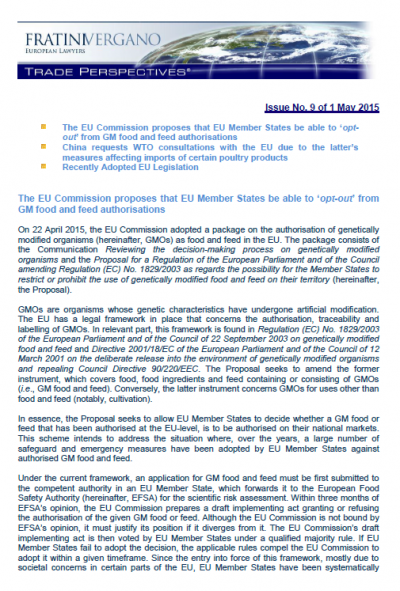 FRATINIVERGANO
EUROPEAN LAWYERS
TRADE PERSPECTIVES®
Issue No. 9 of 1 May 2015
The EU Commission proposes that EU Member States be able to ‘opt-
out’ from GM food and feed authorisations
China requests WTO consultations with the EU due to the latter’s
measures affecting imports of certain poultry products
Recently Adopted EU Legislation
The EU Commission proposes that EU Member States be able to ‘opt-out’ from
GM food and feed authorisations
On 22 April 2015, the EU Commission adopted a package on the authorisation of genetically
modified organisms (hereinafter, GMOs) as food and feed in the EU. The package consists of
the Communication Reviewing the decision-making process on genetically modified
organisms and the Proposal for a Regulation of the European Parliament and of the Council
amending Regulation (EC) No. 1829/2003 as regards the possibility for the Member States to
restrict or prohibit the use of genetically modified food and feed on their territory (hereinafter,
the Proposal).
GMOs are organisms whose genetic characteristics have undergone artificial modification.
The EU has a legal framework in place that concerns the authorisation, traceability and
labelling of GMOs. In relevant part, this framework is found in Regulation (EC) No. 1829/2003
of the European Parliament and of the Council of 22 September 2003 on genetically modified
food and feed and Directive 2001/18/EC of the European Parliament and of the Council of 12
March 2001 on the deliberate release into the environment of genetically modified organisms
and repealing Council Directive 90/220/EEC. The Proposal seeks to amend the former
instrument, which covers food, food ingredients and feed containing or consisting of GMOs
(i.e., GM food and feed). Conversely, the latter instrument concerns GMOs for uses other than
food and feed (notably, cultivation).
In essence, the Proposal seeks to allow EU Member States to decide whether a GM food or
feed that has been authorised at the EU-level, is to be authorised on their national markets.
This scheme intends to address the situation where, over the years, a large number of
safeguard and emergency measures have been adopted by EU Member States against
authorised GM food and feed.
Under the current framework, an application for GM food and feed must be first submitted to
the competent authority in an EU Member State, which forwards it to the European Food
Safety Authority (hereinafter, EFSA) for the scientific risk assessment. Within three months of
EFSA’s opinion, the EU Commission prepares a draft implementing act granting or refusing
the authorisation of the given GM food or feed. Although the EU Commission is not bound by
EFSA’s opinion, it must justify its position if it diverges from it. The EU Commission’s draft
implementing act is then voted by EU Member States under a qualified majority rule. If EU
Member States fail to adopt the decision, the applicable rules compel the EU Commission to
adopt it within a given timeframe. Since the entry into force of this framework, mostly due to
societal concerns in certain parts of the EU, EU Member States have been systematically